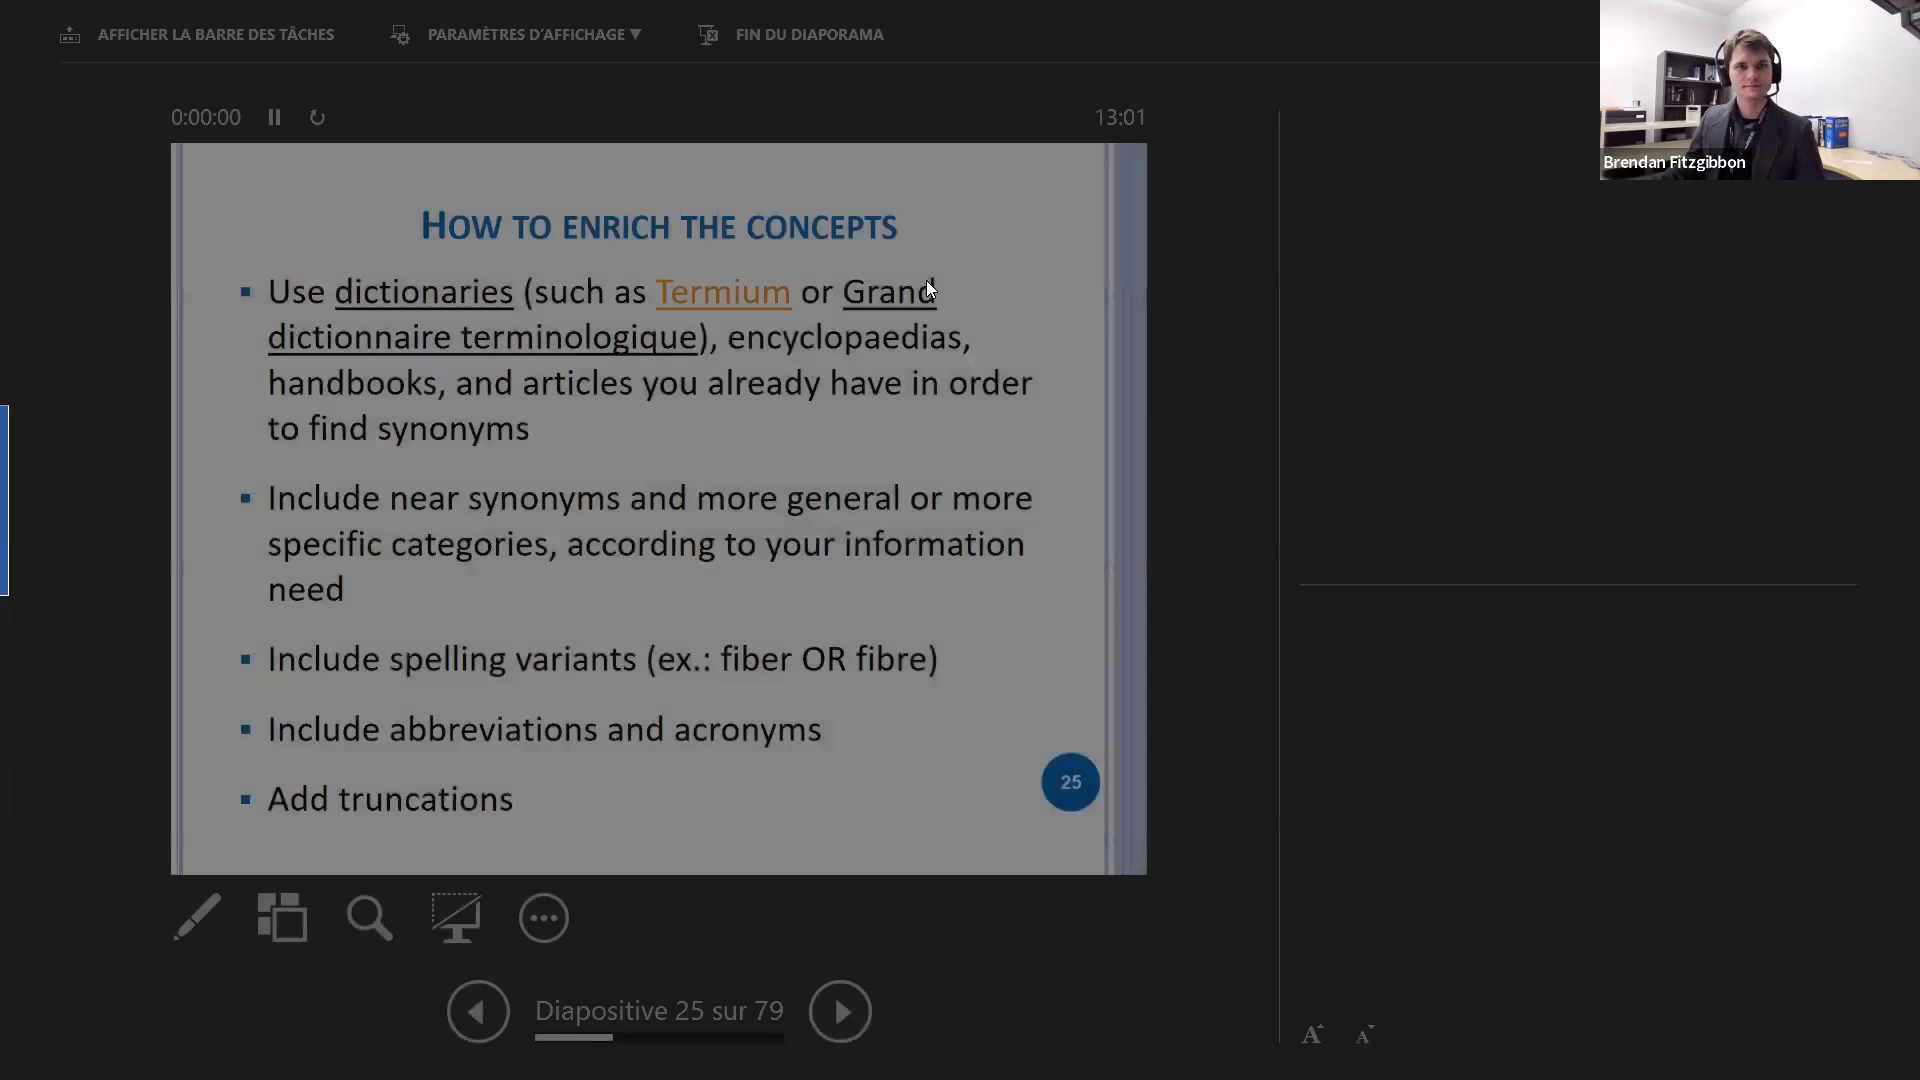 AFFICHER LA BARRE DES TÂCHES PARAMÈTRES D'AFFICHAGE ▼ FIN DU DIAPORAMA
Brendan Fitzgibbon
0:00:00 13:01
HOW TO ENRICH THE CONCEPTS
▪ Use dictionaries (such as Termium or Grand
dictionnaire terminologique), encyclopaedias,
handbooks, and articles you already have in order
to find synonyms
▪ Include near synonyms and more general or more
specific categories, according to your information
need
▪ Include spelling variants (ex.: fiber OR fibre)
▪ Include abbreviations and acronyms
▪ Add truncations
25
Diapositive 25 sur 79
A A